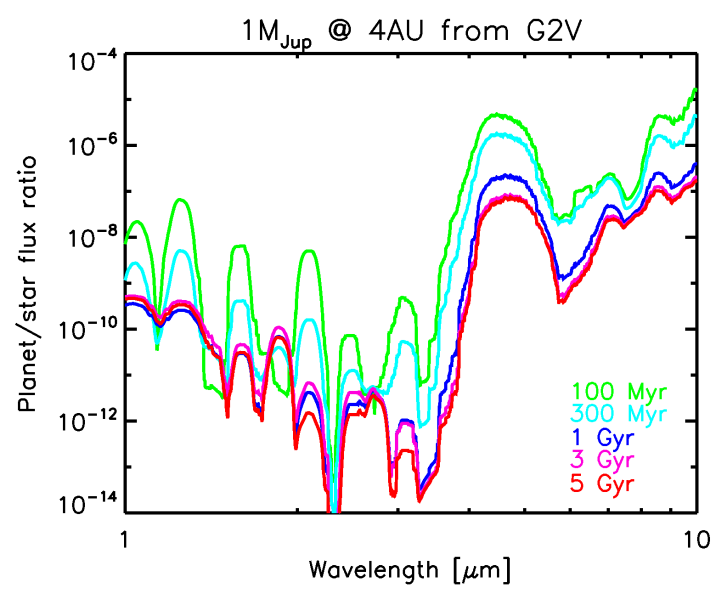 1M_Jup @ 4AU from G2V
10^-4
10^-6
10^-8
10^-10
10^-12
10^-14
Planet/star flux ratio
100 Myr
300 Myr
1 Gyr
3 Gyr
5 Gyr
1 10
Wavelength [μm]